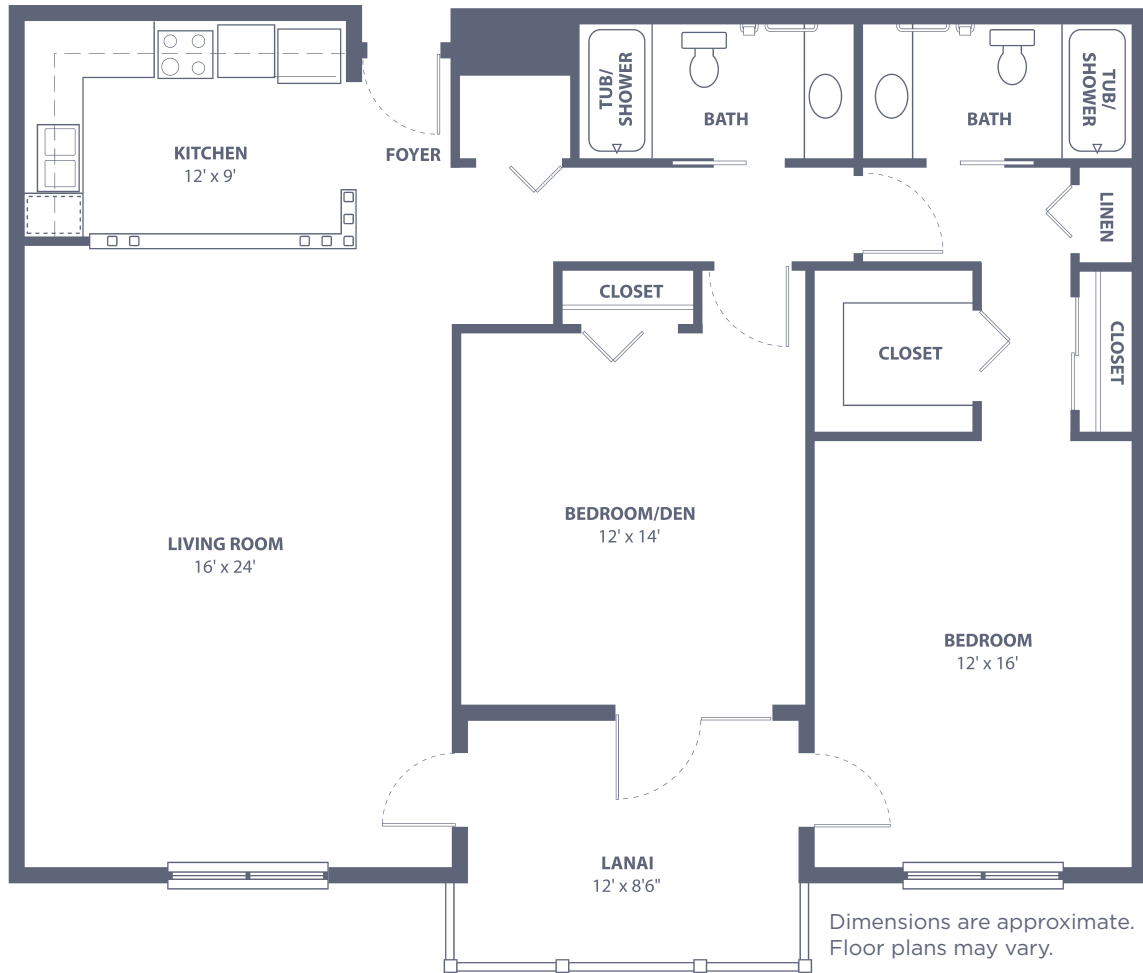 TUB/
SHOWER
BATH
BATH
TUB/
SHOWER
KITCHEN
12' x 9'
FOYER
LINEN
CLOSET
CLOSET
CLOSET
BEDROOM/DEN
12' x 14'
LIVING ROOM
16' x 24'
BEDROOM
12' x 16'
LANAI
12' x 8'6"
Dimensions are approximate.
Floor plans may vary.